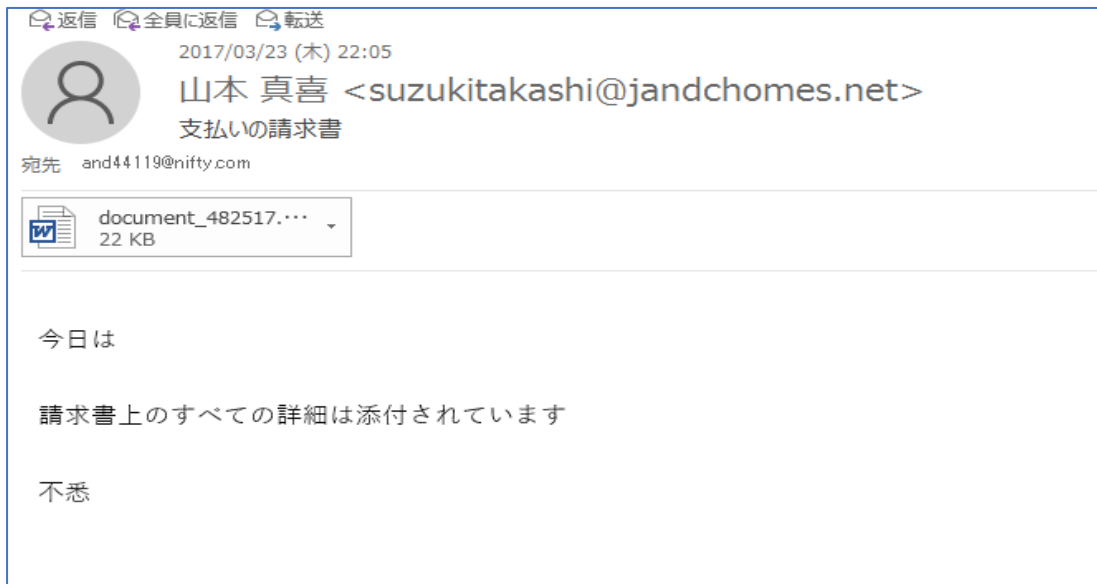 返信 全員に返信 転送
2017/03/23 (木) 22:05
山本 真喜 <suzukitakashi@jandchomes.net>
支払いの請求書
宛先 and44119@nifty.com
document_482517.…
22 KB
今日は
請求書上のすべての詳細は添付されています
不悉